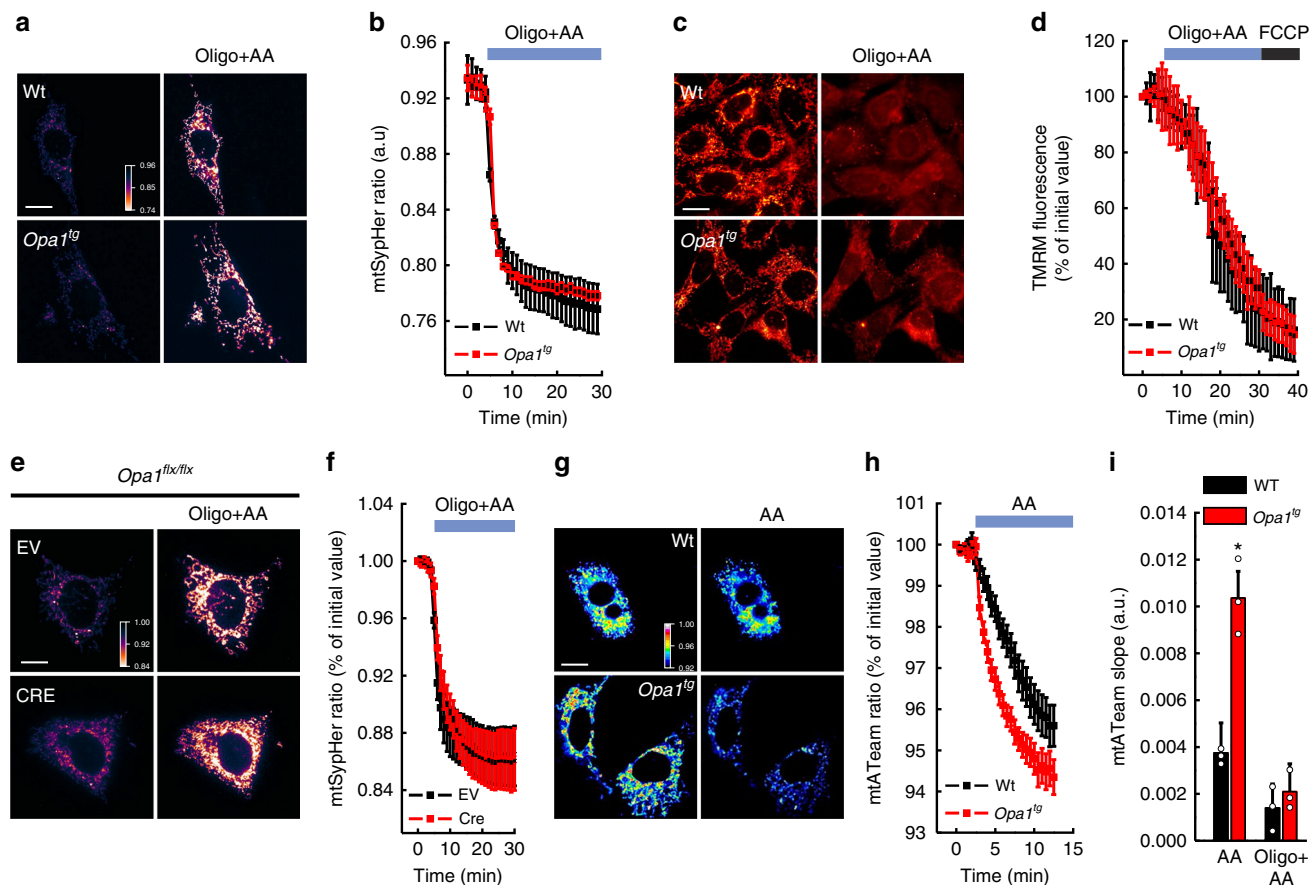 a
Oligo+AA
Wt
0.96
0.85
0.74
Opa1tg
b
Oligo+AA
0.96
0.92
0.88
0.84
0.80
0.76
mtSypHer ratio (a.u)
Wt
Opa1tg
0 10 20 30
Time (min)
c
Oligo+AA
Wt
Opa1tg
d
Oligo+AA FCCP
120
100
80
60
40
20
TMRM fluorescence
(% of initial value)
Wt
Opa1tg
0 10 20 30 40
Time (min)
e
Opa1flx/flx
Oligo+AA
EV
1.00
0.92
0.84
CRE
f
Oligo+AA
1.04
1.00
0.96
0.92
0.88
0.84
mtSypHer ratio (% of initial value)
EV
Cre
0 10 20 30
Time (min)
g
AA
Wt
1.00
0.98
0.96
0.93
0.92
Opa1tg
h
AA
101
100
99
98
97
96
95
94
93
mtATeam ratio (% of initial value)
Wt
Opa1tg
0 5 10 15
Time (min)
i
WT
Opa1tg
0.014
0.012
0.010
0.008
0.006
0.004
0.002
0.000
mtATeam slope (a.u.)
*
AA Oligo+
AA